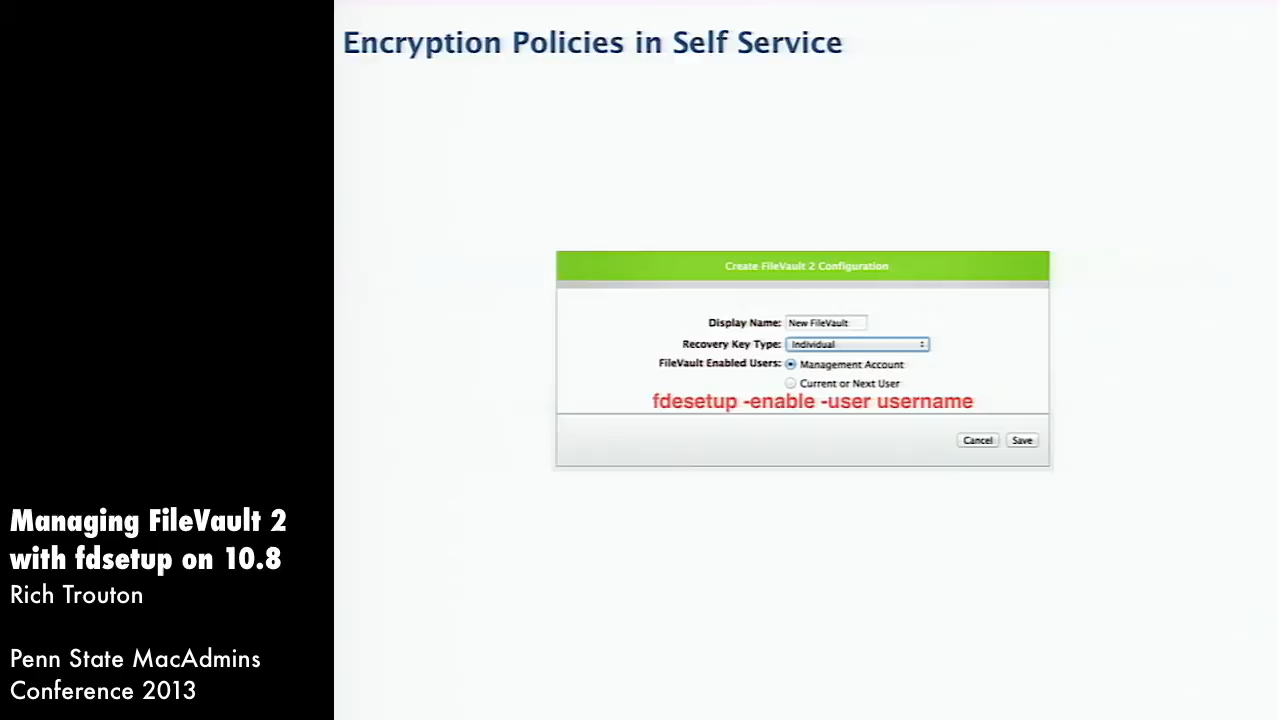 Encryption Policies in Self Service
Create FileVault 2 Configuration
Display Name: New FileVault
Recovery Key Type: Individual
FileVault Enabled Users: Management Account
Current or Next User
fdesetup -enable -user username
Cancel Save
Managing FileVault 2
with fdsetup on 10.8
Rich Trouton
Penn State MacAdmins
Conference 2013